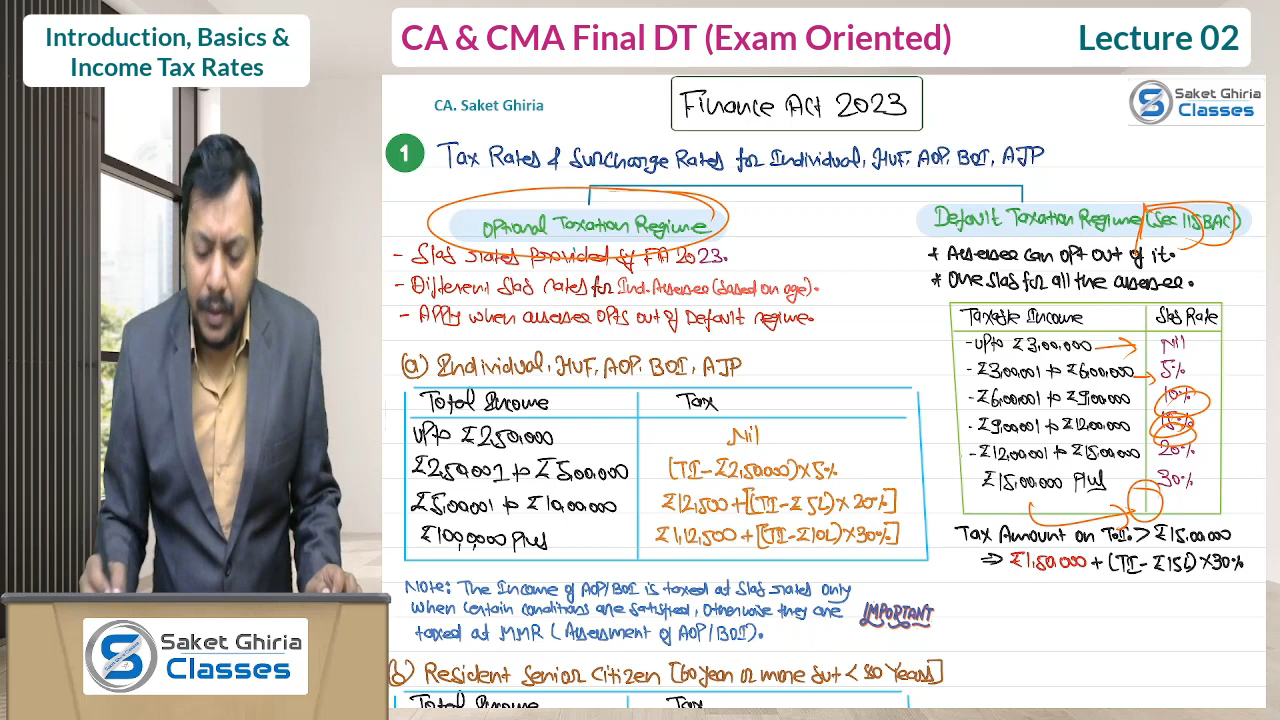 Introduction, Basics &
Income Tax Rates
CA & CMA Final DT (Exam Oriented)
Lecture 02
CA. Saket Ghiria
Finance Act 2023
Saket Ghiria
Classes
1 Tax Rates & Surcharge Rates for Individual, HUF, AOP, BOI, AJP
Optional Taxation Regime
- Slab rates provided by FA 2023.
- Different slab rates for Ind. Assessee (based on age).
- Apply when assessee opts out of Default regime.
Default Taxation Regime (Sec 115BAC)
* Assessee can opt out of it.
* One slab for all the assessee.
Taxable Income Slab Rate
- upto ₹3,00,000 Nil
- ₹3,00,001 to ₹6,00,000 5%
- ₹6,00,001 to ₹9,00,000 10%
- ₹9,00,001 to ₹12,00,000 15%
- ₹12,00,001 to ₹15,00,000 20%
₹15,00,000 Plus 30%
Tax Amount on T.I. > ₹15,00,000
⇒ ₹1,50,000 + (TI - ₹15L) × 30%
(a) Individual, HUF, AOP, BOI, AJP
Total Income Tax
upto ₹2,50,000 Nil
₹2,50,001 to ₹5,00,000 (TI - ₹2,50,000) × 5%
₹5,00,001 to ₹10,00,000 ₹12,500 + [(TI - ₹5L) × 20%]
₹10,00,000 Plus ₹1,12,500 + [(TI - ₹10L) × 30%]
Note: The Income of AOP/BOI is taxed at slab rates only
when certain conditions are satisfied, otherwise they are
taxed at MMR (Assessment of AOP/BOI).
IMPORTANT
(b) Resident Senior Citizen [60 year or more but < 80 Years]
Total Income Tax
Saket Ghiria
Classes